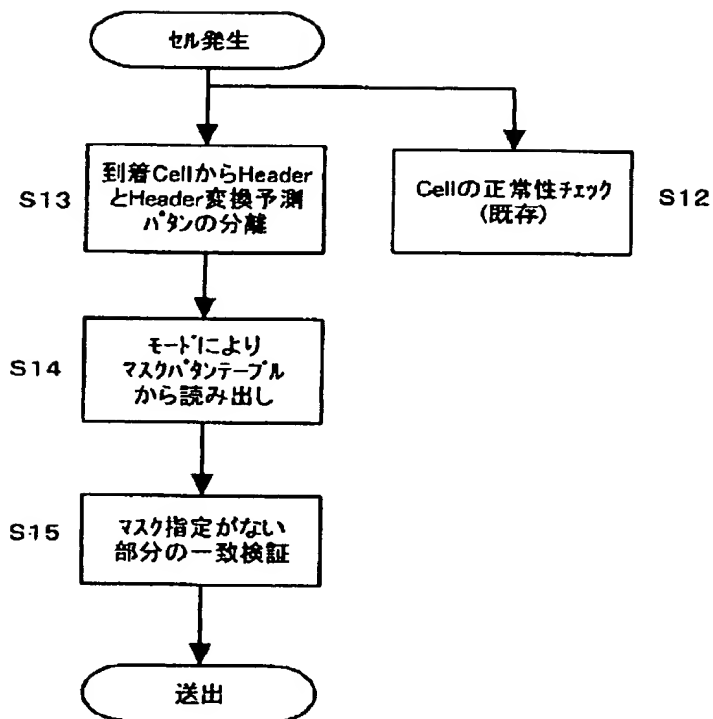 ｾﾙ発生
S13
到着CellからHeader
とHeader変換予測
ﾊﾟﾀﾝの分離
Cellの正常性ﾁｪｯｸ
(既存)
S12
S14
ﾓｰﾄﾞにより
ﾏｽｸﾊﾟﾀﾝﾃｰﾌﾞﾙ
から読み出し
S15
ﾏｽｸ指定がない
部分の一致検証
送出